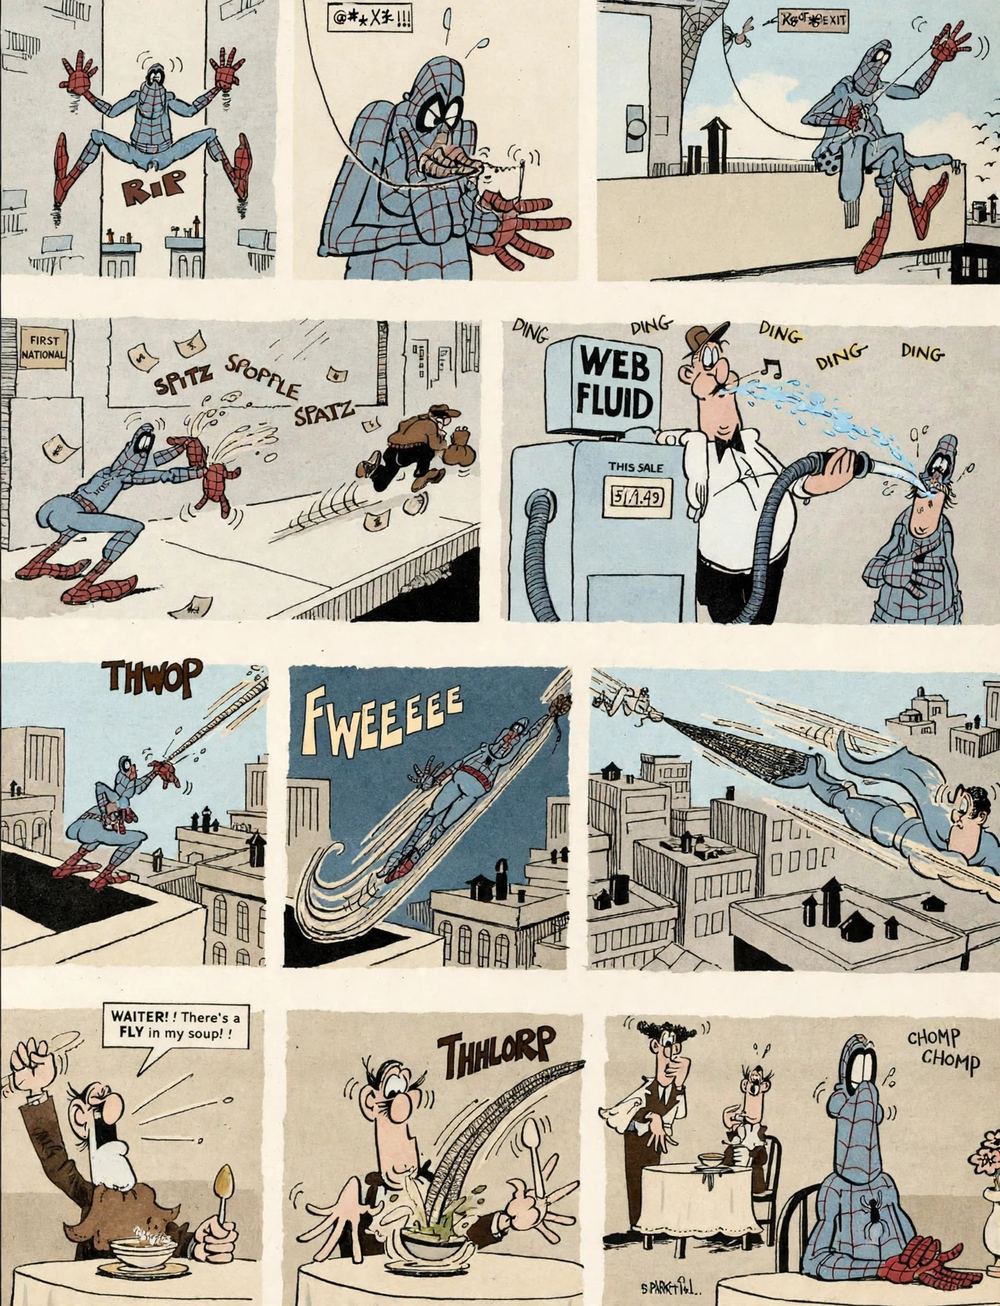 @#**X#!!!
RIP
EXIT
FIRST
NATIONAL
SPITZ SPOPPLE
SPATZ
DING
DING
DING
DING
DING
WEB
FLUID
THIS SALE
THWOP
FWEEEEE
WAITER!! There's a
FLY in my soup!!
THHLORP
CHOMP
CHOMP